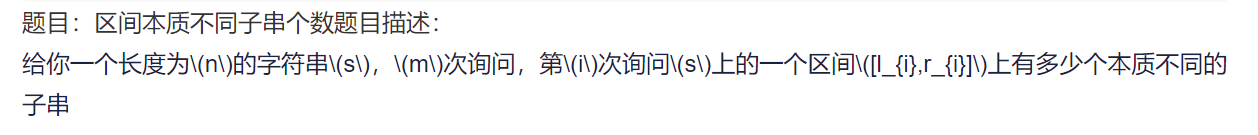 题目：区间本质不同子串个数题目描述：
给你一个长度为\(n\)的字符串\(s\)，\(m\)次询问，第\(i\)次询问\(s\)上的一个区间\([l_{i},r_{i}]\)上有多少个本质不同的
子串